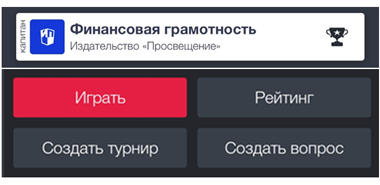 капитан
Финансовая грамотность
Издательство «Просвещение»
Играть
Рейтинг
Создать турнир
Создать вопрос